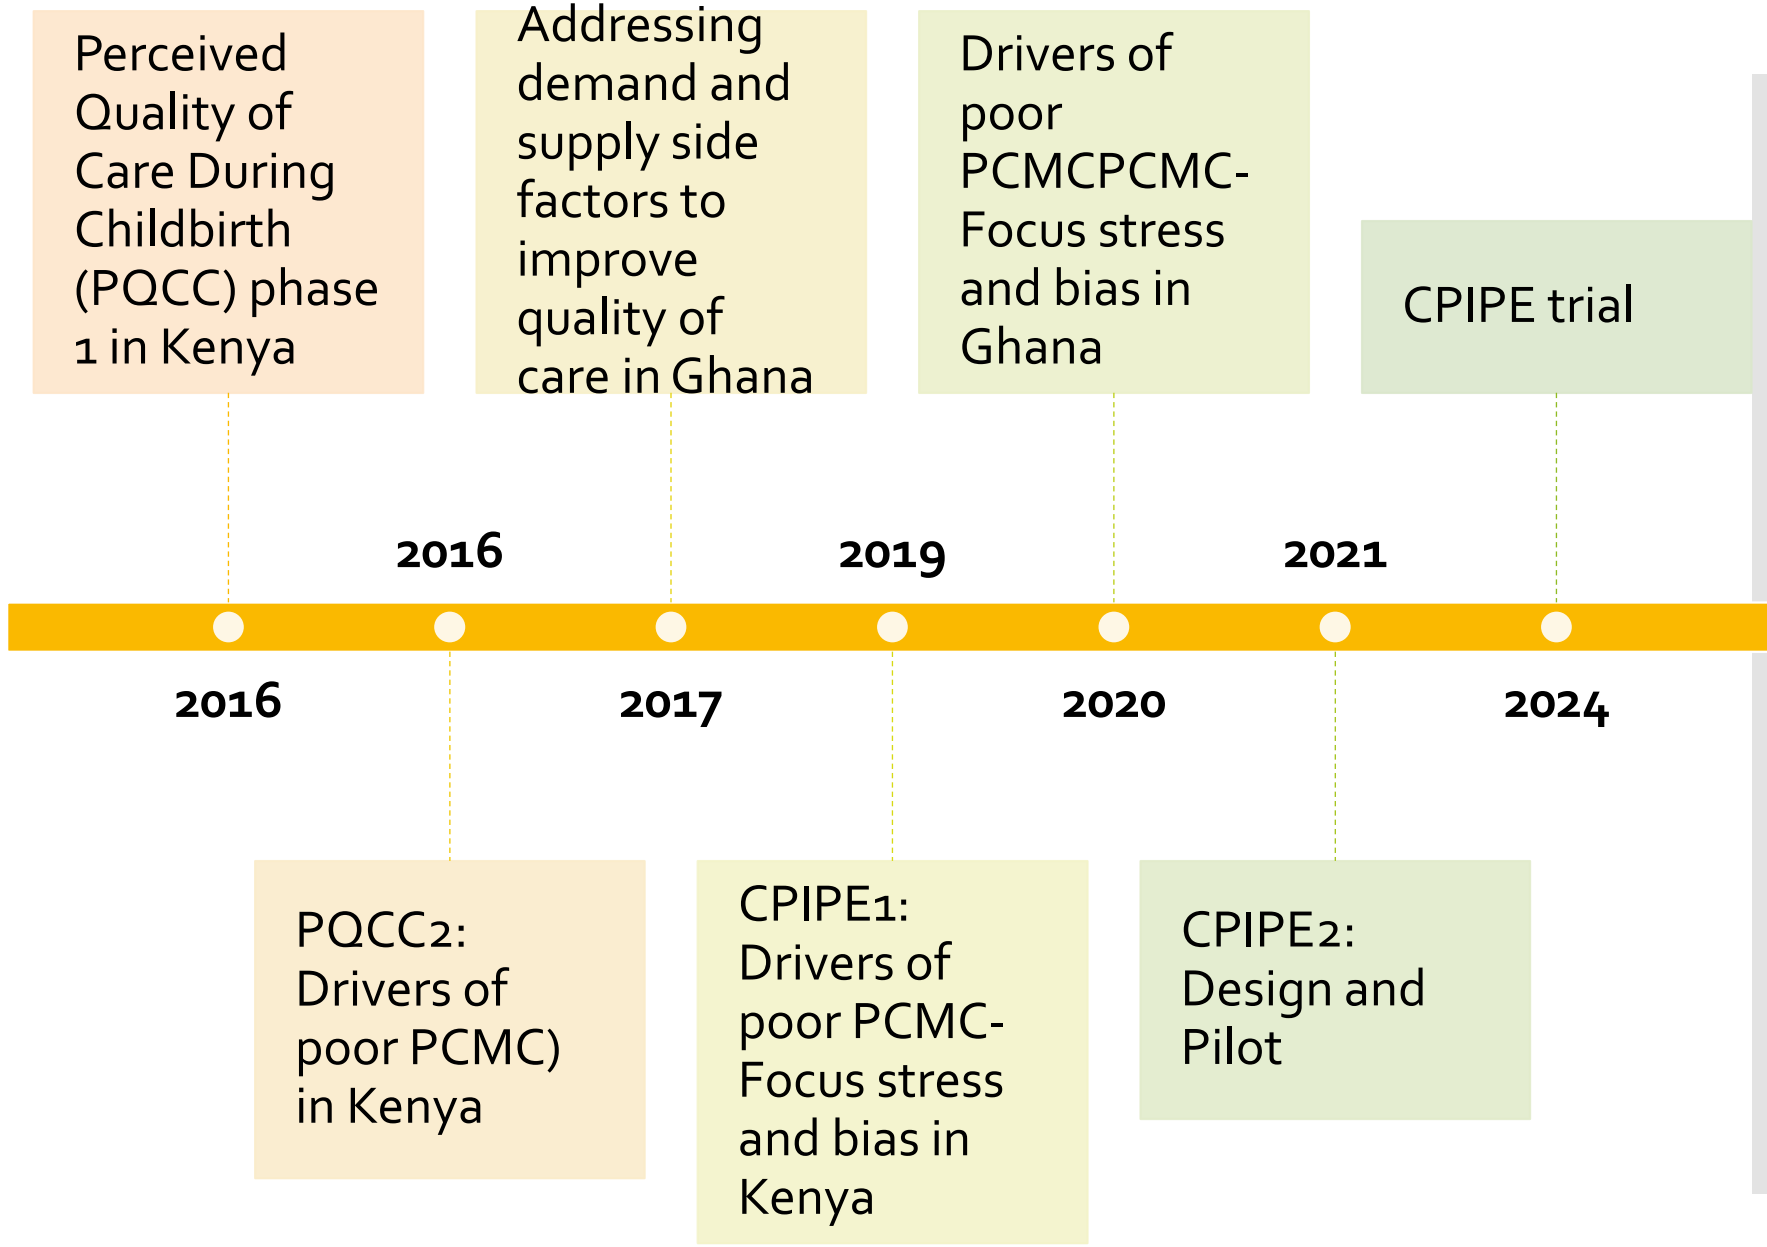 Perceived
Quality of
Care During
Childbirth
(PQCC) phase
1 in Kenya
Addressing
demand and
supply side
factors to
improve
quality of
care in Ghana
Drivers of
poor
PCMCPCMC-
Focus stress
and bias in
Ghana
CPIPE trial
2016
2019
2021
2016
2017
2020
2024
PQCC2:
Drivers of
poor PCMC)
in Kenya
CPIPE1:
Drivers of
poor PCMC-
Focus stress
and bias in
Kenya
CPIPE2:
Design and
Pilot